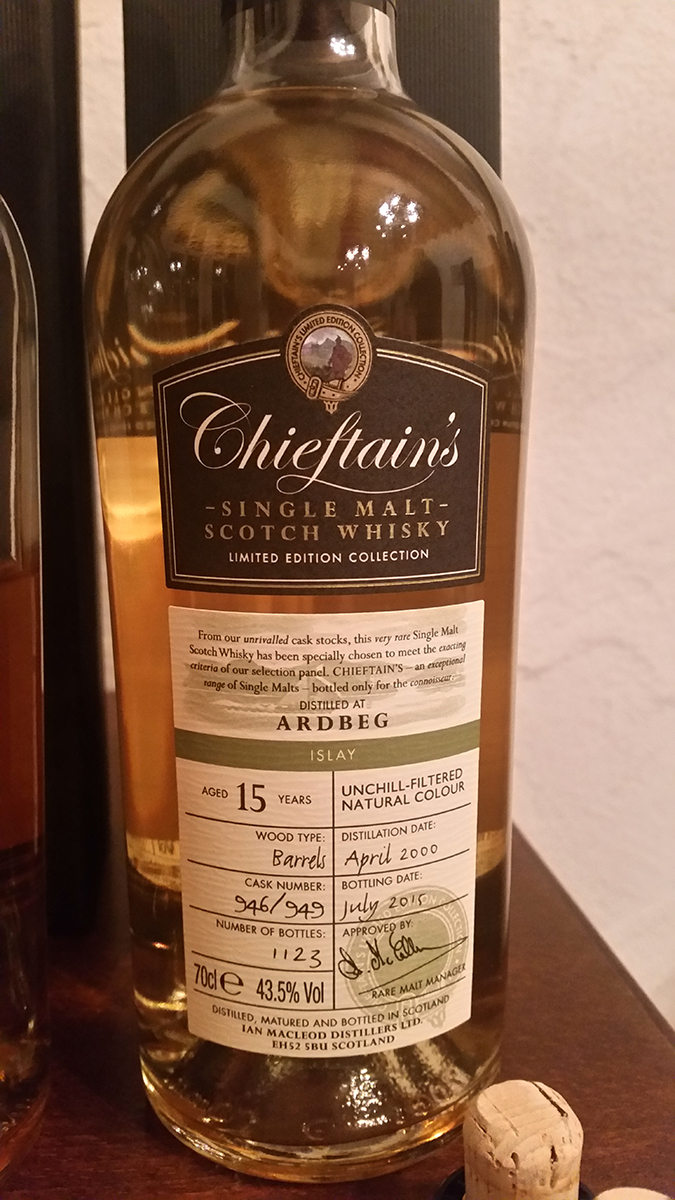 CHIEFTAIN'S LIMITED EDITION COLLECTION
Chieftain's
-SINGLE MALT-
SCOTCH WHISKY
LIMITED EDITION COLLECTION
From our unrivalled cask stocks, this very rare Single Malt
Scotch Whisky has been specially chosen to meet the exacting
criteria of our selection panel. CHIEFTAIN'S – an exceptional
range of Single Malts – bottled only for the connoisseur.
DISTILLED AT
ARDBEG
ISLAY
AGED 15 YEARS
UNCHILL-FILTERED
NATURAL COLOUR
WOOD TYPE:
Barrels
DISTILLATION DATE:
April 2000
CASK NUMBER:
946/949
BOTTLING DATE:
July 2015
NUMBER OF BOTTLES:
1123
APPROVED BY:
RARE MALT MANAGER
70cl e 43.5% Vol
DISTILLED, MATURED AND BOTTLED IN SCOTLAND
IAN MACLEOD DISTILLERS LTD.
EH52 5BU SCOTLAND